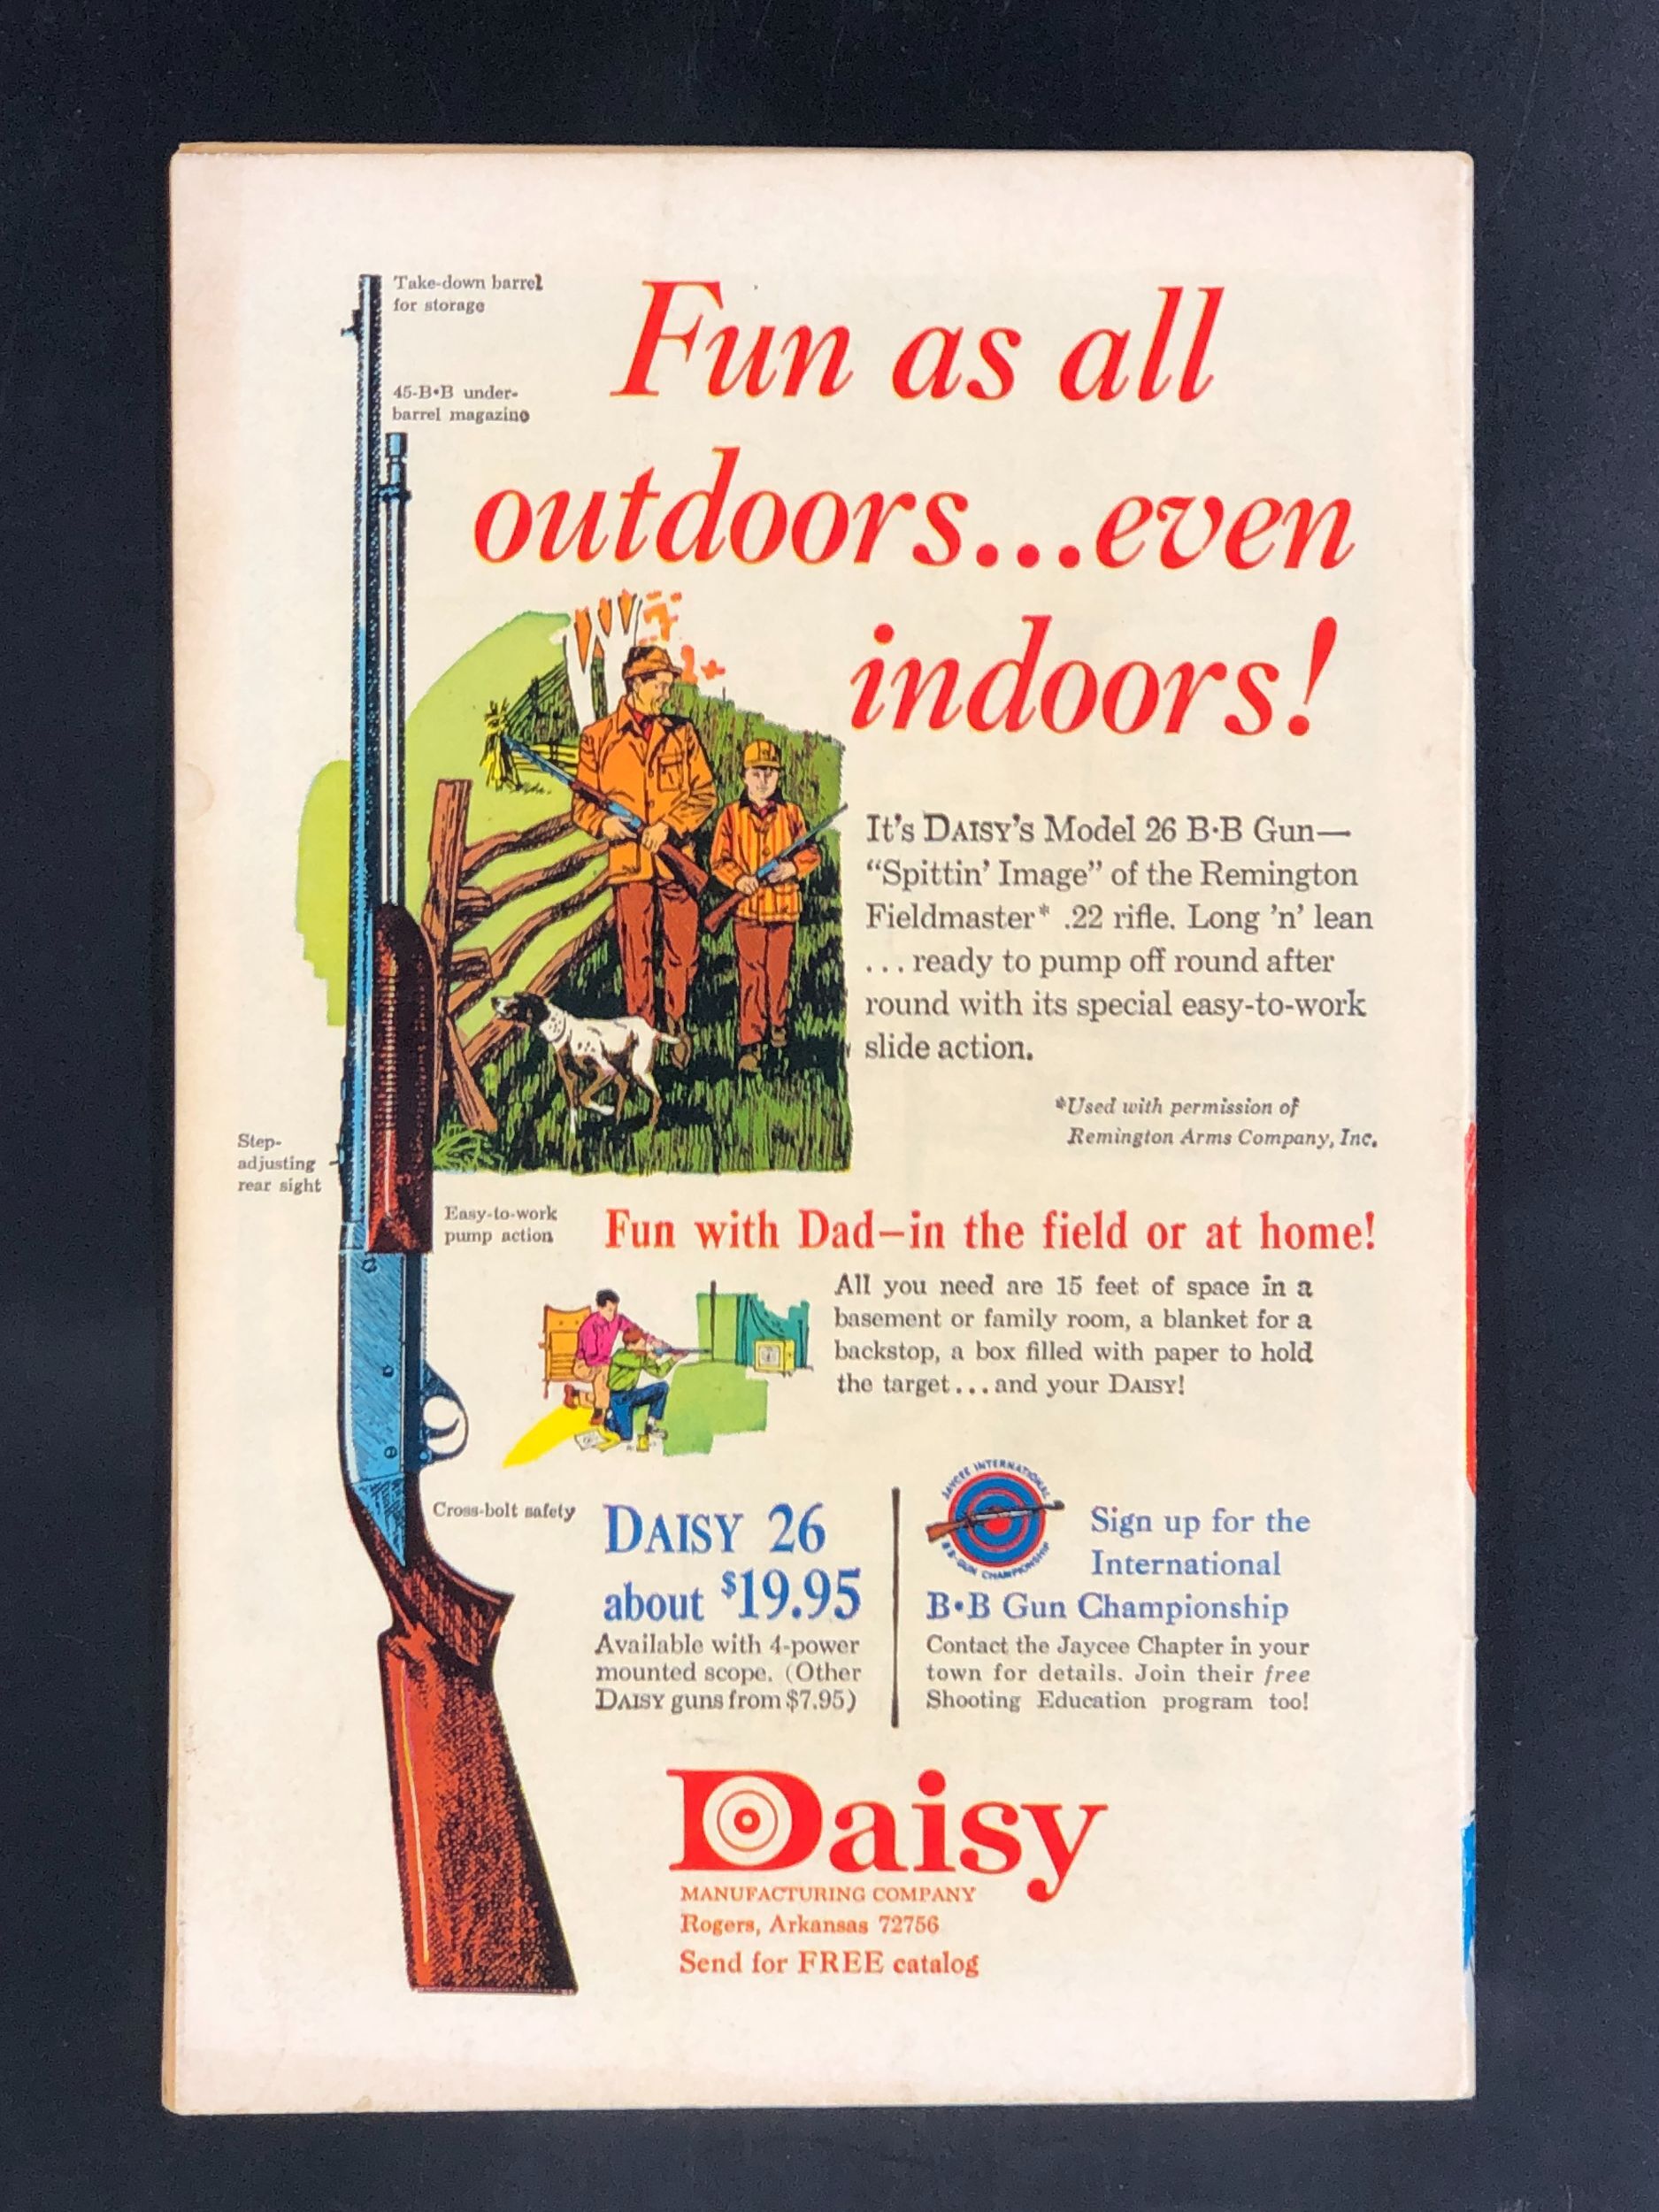 Take-down barrel
for storage
45-B•B under-
barrel magazine
Fun as all
outdoors...even
indoors!
It's DAISY's Model 26 B·B Gun—
“Spittin' Image” of the Remington
Fieldmaster* .22 rifle. Long 'n' lean
...ready to pump off round after
round with its special easy-to-work
slide action.
*Used with permission of
Remington Arms Company, Inc.
Step-
adjusting
rear sight
Easy-to-work
pump action
Fun with Dad—in the field or at home!
All you need are 15 feet of space in a
basement or family room, a blanket for a
backstop, a box filled with paper to hold
the target...and your DAISY!
Cross-bolt safety
DAISY 26
about $19.95
Available with 4-power
mounted scope. (Other
DAISY guns from $7.95)
JAYCEE INTERNATIONAL
BB-GUN CHAMPIONSHIP
Sign up for the
International
B•B Gun Championship
Contact the Jaycee Chapter in your
town for details. Join their free
Shooting Education program too!
Daisy
MANUFACTURING COMPANY
Rogers, Arkansas 72756
Send for FREE catalog